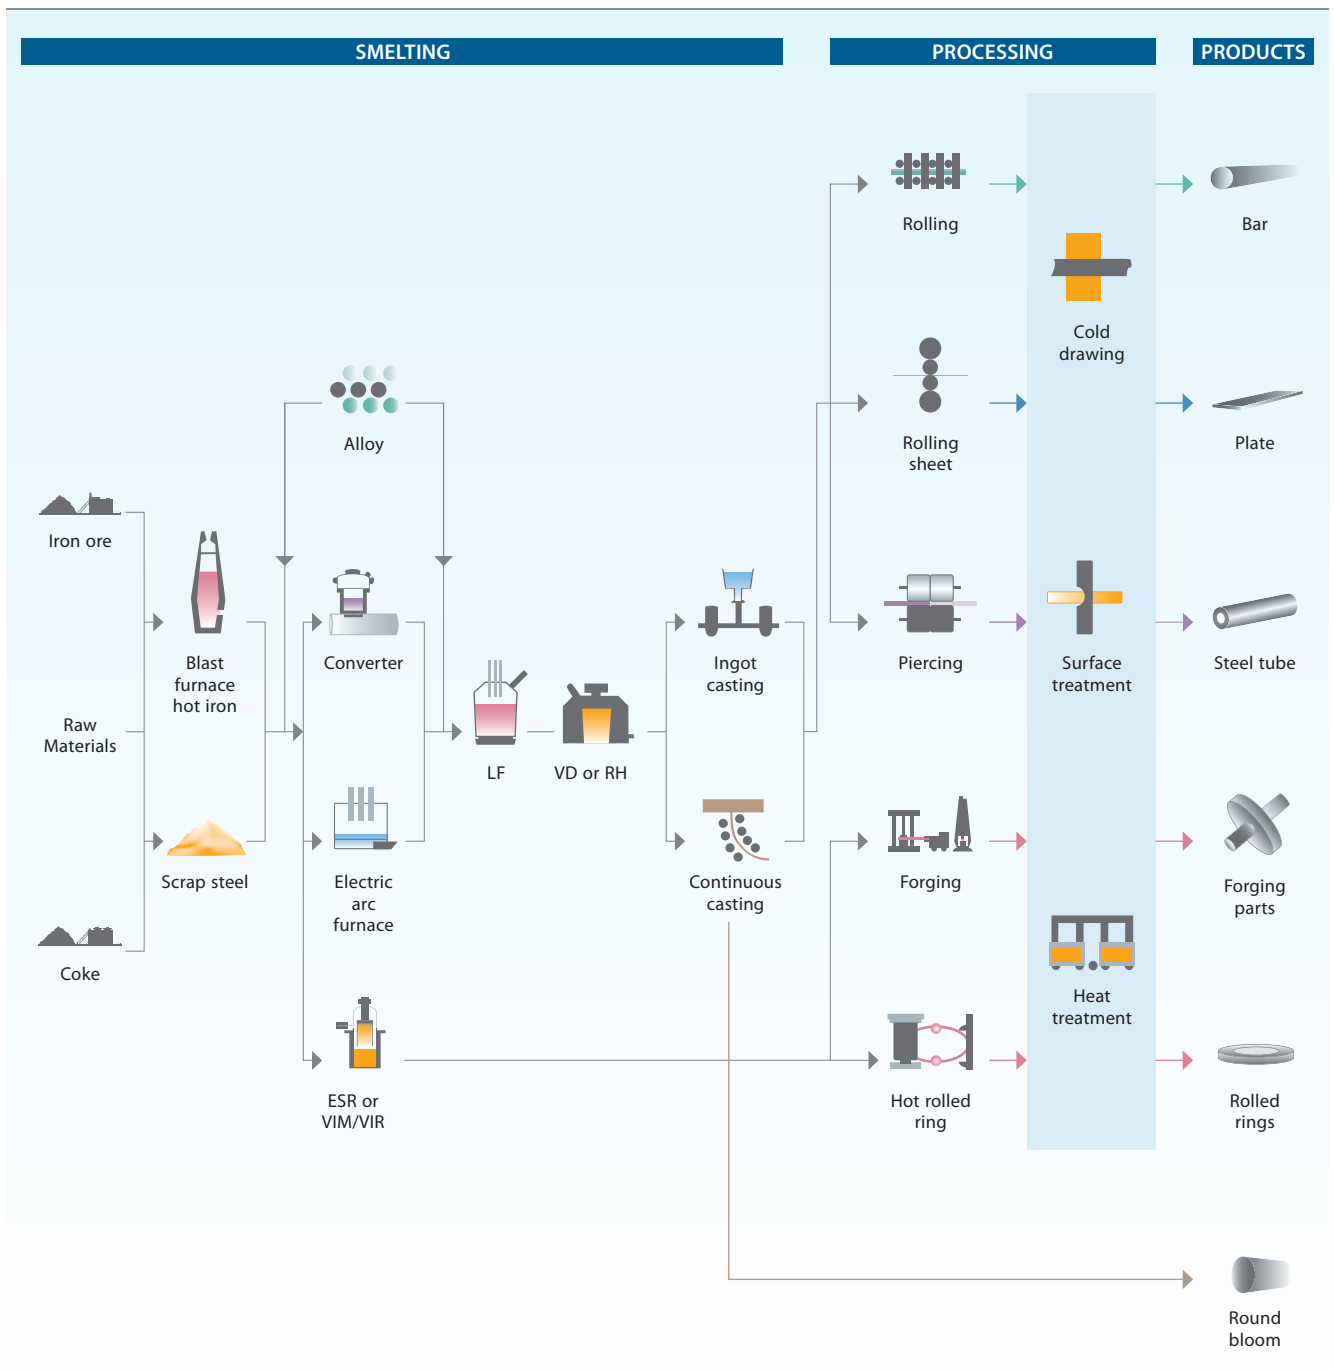 SMELTING
PROCESSING
PRODUCTS
Rolling
Bar
Cold
drawing
Alloy
Rolling
sheet
Plate
Iron ore
Blast
furnace
hot iron
Converter
Ingot
casting
Piercing
Surface
treatment
Steel tube
Raw
Materials
LF
VD or RH
Scrap steel
Electric
arc
furnace
Continuous
casting
Forging
Forging
parts
Coke
Heat
treatment
ESR or
VIM/VIR
Hot rolled
ring
Rolled
rings
Round
bloom